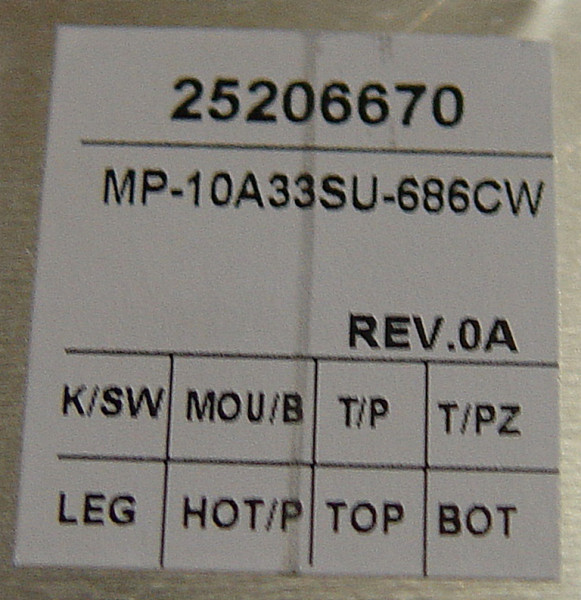 25206670
MP-10A33SU-686CW
REV.0A
K/SW MOU/B T/P T/PZ
LEG HOT/P TOP BOT